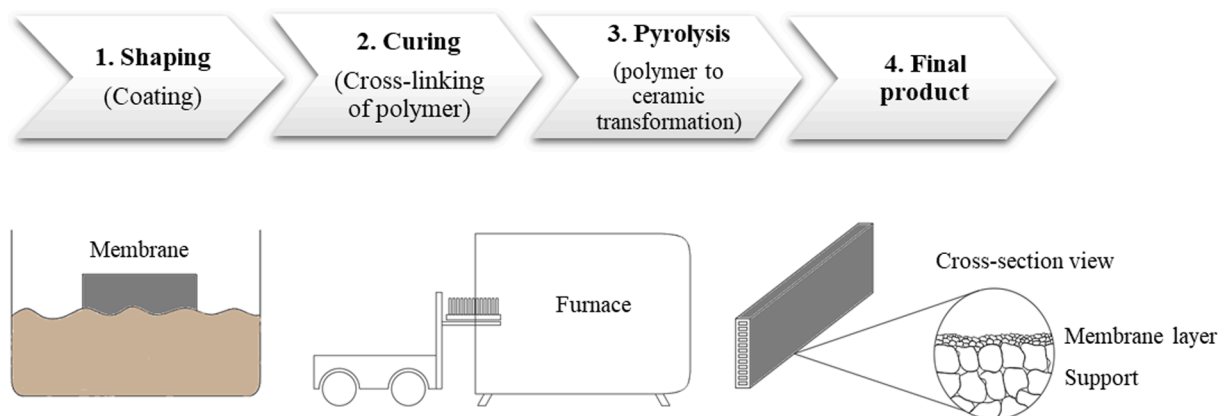 1. Shaping
(Coating)
2. Curing
(Cross-linking
of polymer)
3. Pyrolysis
(polymer to
ceramic
transformation)
4. Final
product
Membrane
Furnace
Cross-section view
Membrane layer
Support